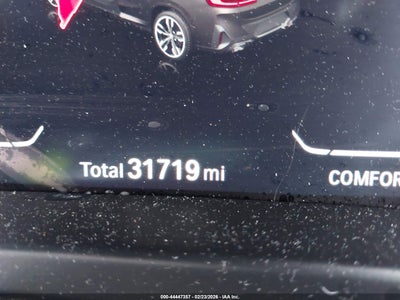 Total 31719 mi
COMFOR
000-44447357 - 02/23/2026 - IAA Inc.